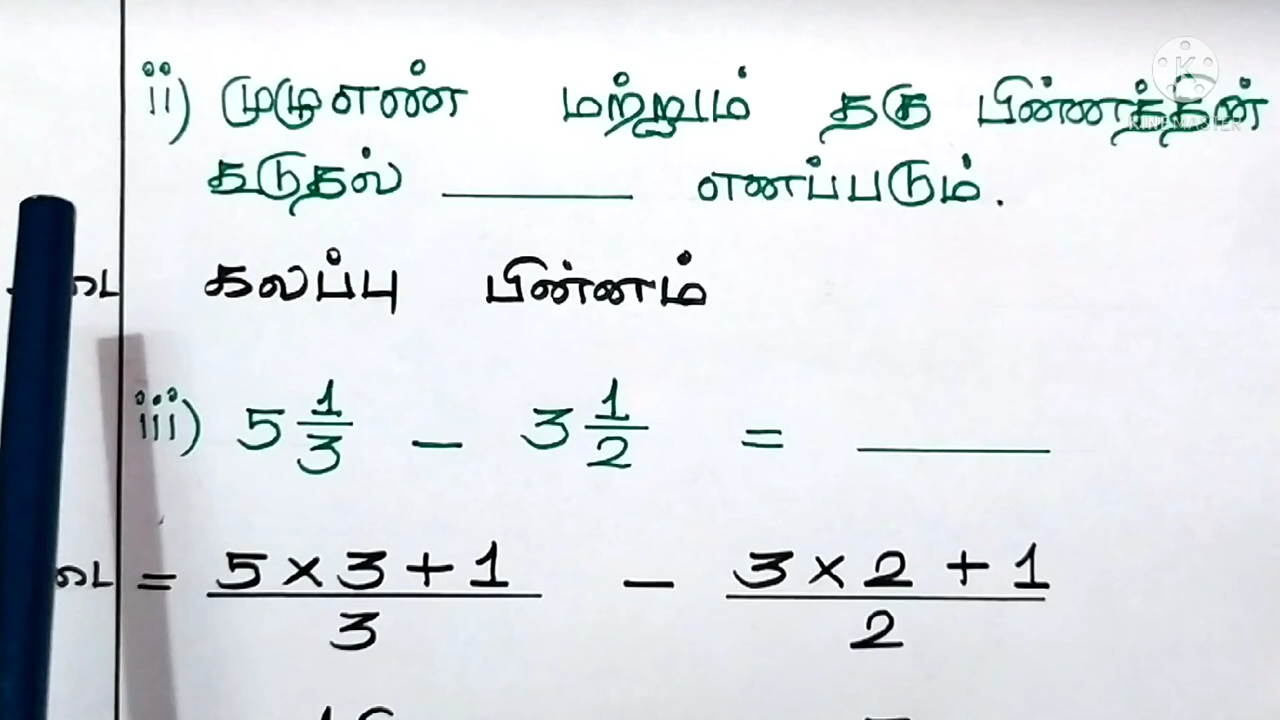 ii) முழுஎண் மற்றும் தகு பின்னத்தின்
கூடுதல் ______ எனப்படும்.
கலப்பு பின்னம்
iii) 5 1/3 - 3 1/2 = ______
= (5 × 3 + 1)/3 - (3 × 2 + 1)/2
KINEMASTER